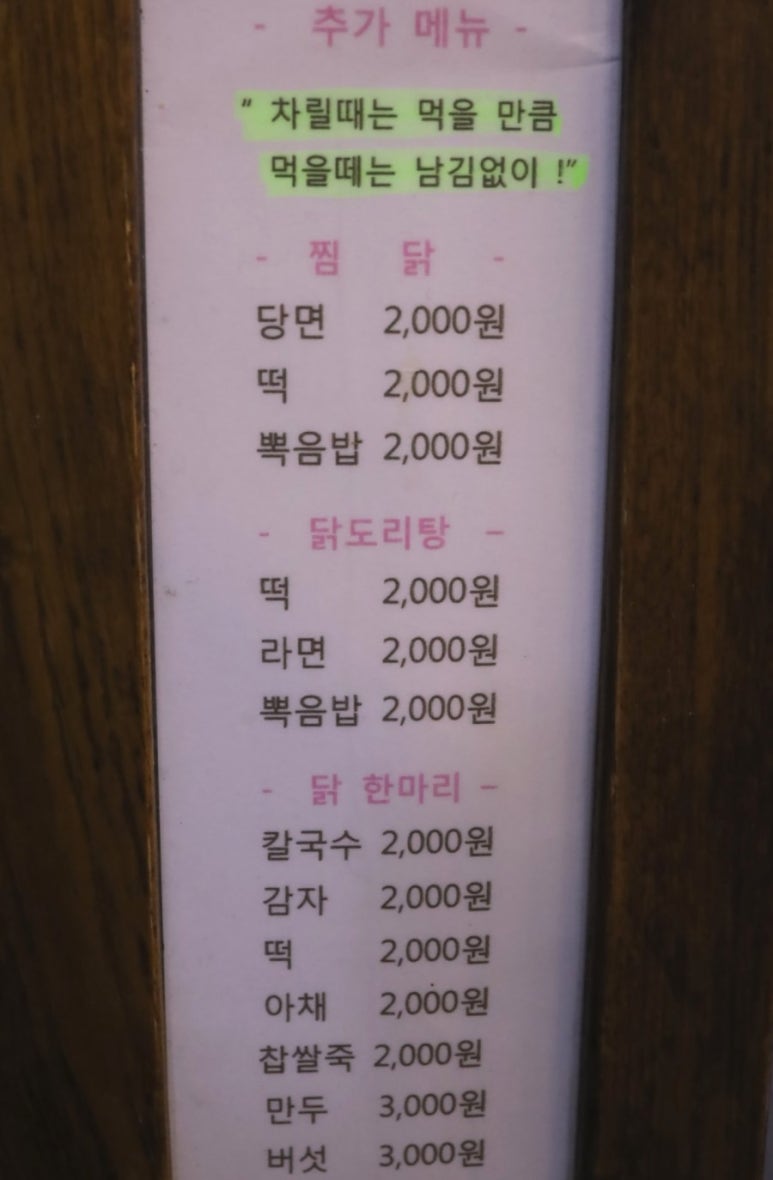 - 추가 메뉴 -
" 차릴때는 먹을 만큼
먹을떼는 남김없이 !"
- 찜 닭 -
당면 2,000원
떡 2,000원
뽁음밥 2,000원
- 닭도리탕 -
떡 2,000원
라면 2,000원
뽁음밥 2,000원
- 닭 한마리 -
칼국수 2,000원
감자 2,000원
떡 2,000원
아채 2,000원
찹쌀죽 2,000원
만두 3,000원
버섯 3,000원